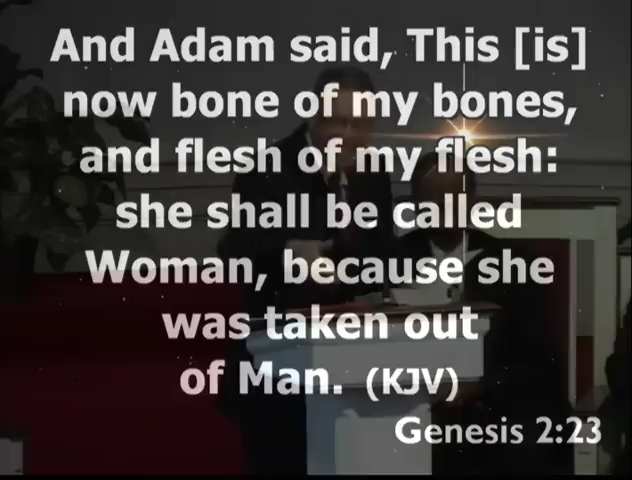 And Adam said, This [is]
now bone of my bones,
and flesh of my flesh:
she shall be called
Woman, because she
was taken out
of Man. (KJV)
Genesis 2:23